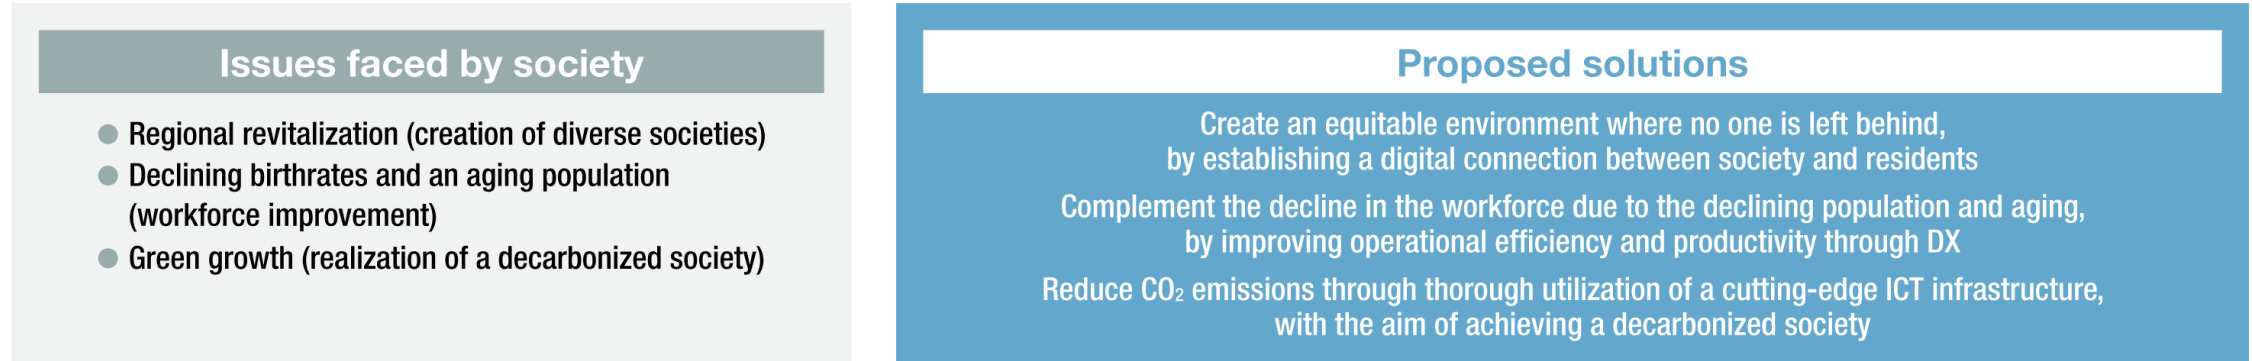 Issues faced by society
● Regional revitalization (creation of diverse societies)
● Declining birthrates and an aging population
(workforce improvement)
● Green growth (realization of a decarbonized society)
Proposed solutions
Create an equitable environment where no one is left behind,
by establishing a digital connection between society and residents
Complement the decline in the workforce due to the declining population and aging,
by improving operational efficiency and productivity through DX
Reduce CO₂ emissions through thorough utilization of a cutting-edge ICT infrastructure,
with the aim of achieving a decarbonized society